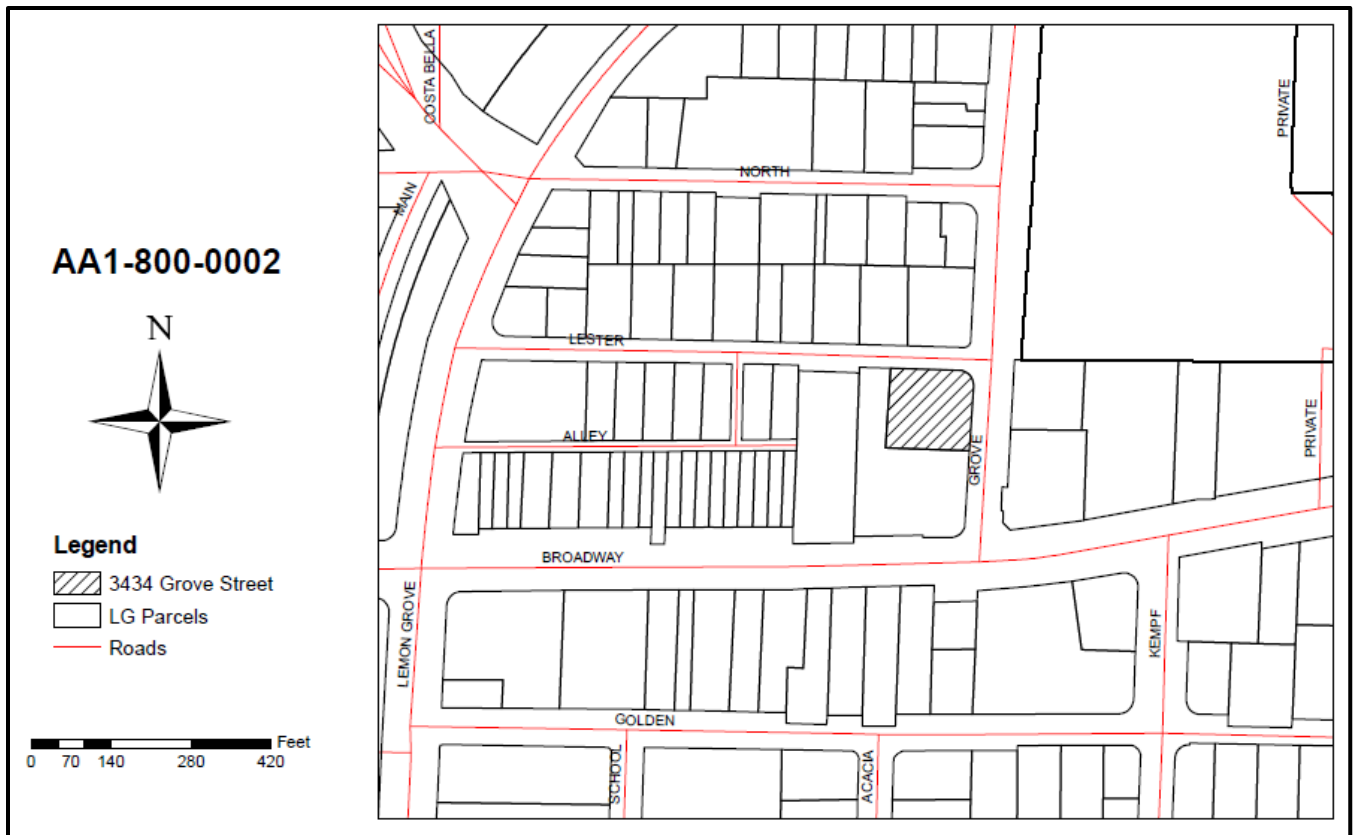 COSTA BELLA
PRIVATE
NORTH
MAIN
AA1-800-0002
N
LESTER
PRIVATE
ALLEY
GROVE
Legend
3434 Grove Street
LG Parcels
Roads
BROADWAY
LEMON GROVE
KEMPF
GOLDEN
Feet
0 70 140 280 420
SCHOOL
ACACIA